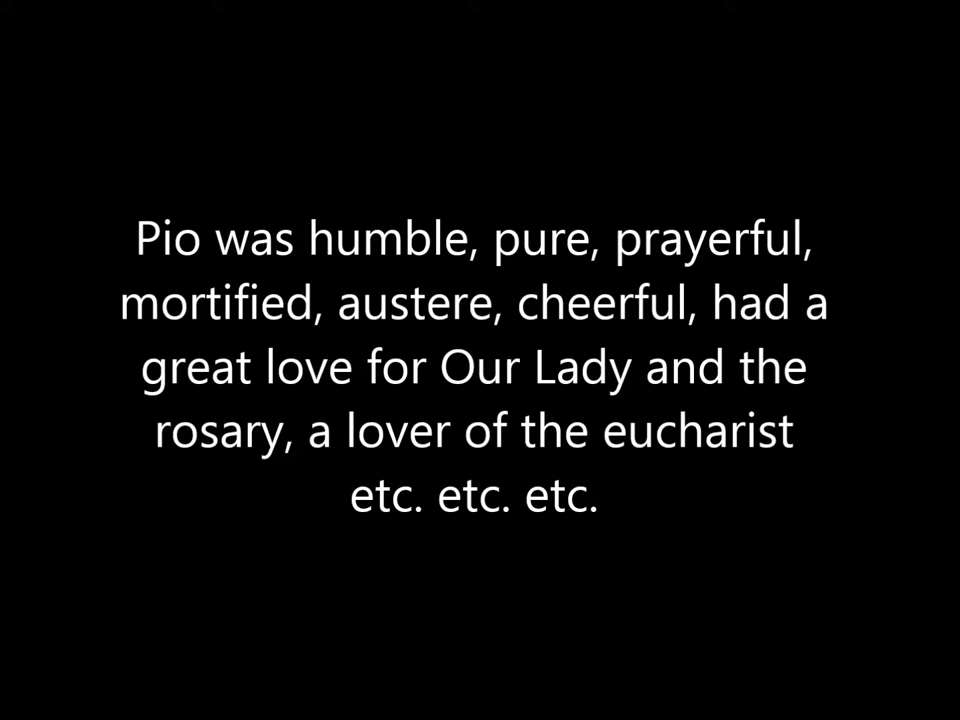 Pio was humble, pure, prayerful,
mortified, austere, cheerful, had a
great love for Our Lady and the
rosary, a lover of the eucharist
etc. etc. etc.